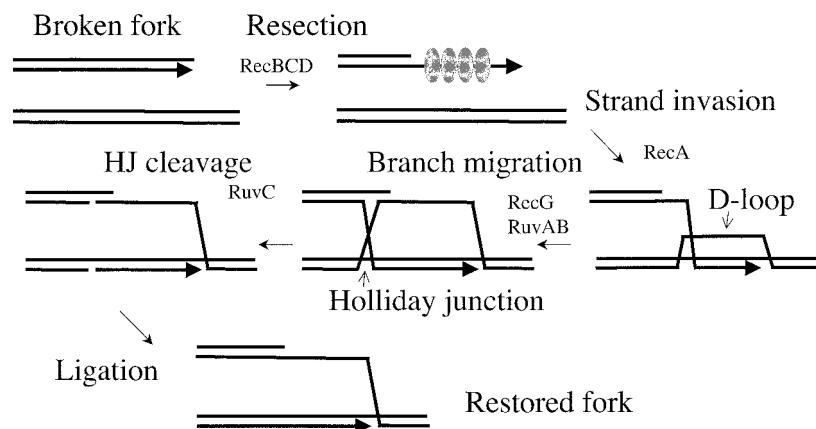 Broken fork
Resection
RecBCD
Strand invasion
RecA
D-loop
Branch migration
RecG
RuvAB
Holliday junction
HJ cleavage
RuvC
Ligation
Restored fork